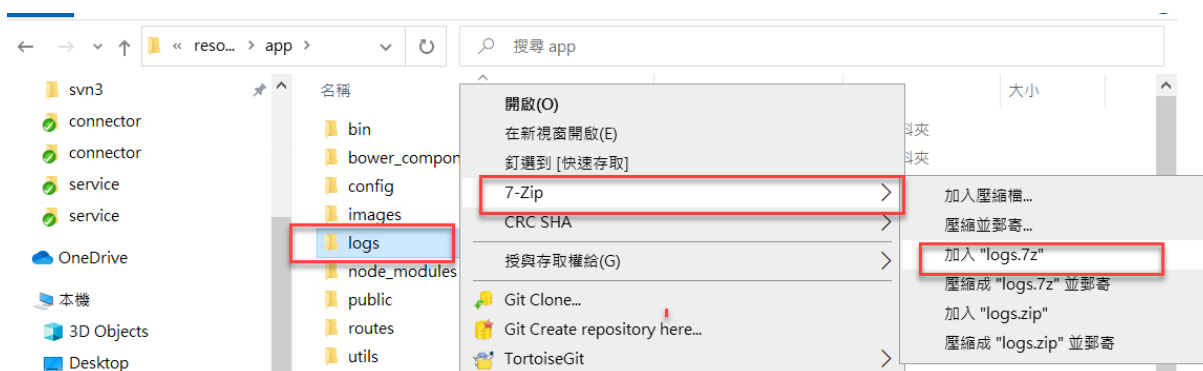 « reso... > app >
搜尋 app
svn3
connector
connector
service
service
OneDrive
本機
3D Objects
Desktop
名稱
大小
bin
bower_compon
config
images
logs
node_modules
public
routes
utils
料夾
料夾
開啟(O)
在新視窗開啟(E)
釘選到 [快速存取]
7-Zip
CRC SHA
授與存取權給(G)
Git Clone...
Git Create repository here...
TortoiseGit
加入壓縮檔...
壓縮並郵寄...
加入 "logs.7z"
壓縮成 "logs.7z" 並郵寄
加入 "logs.zip"
壓縮成 "logs.zip" 並郵寄